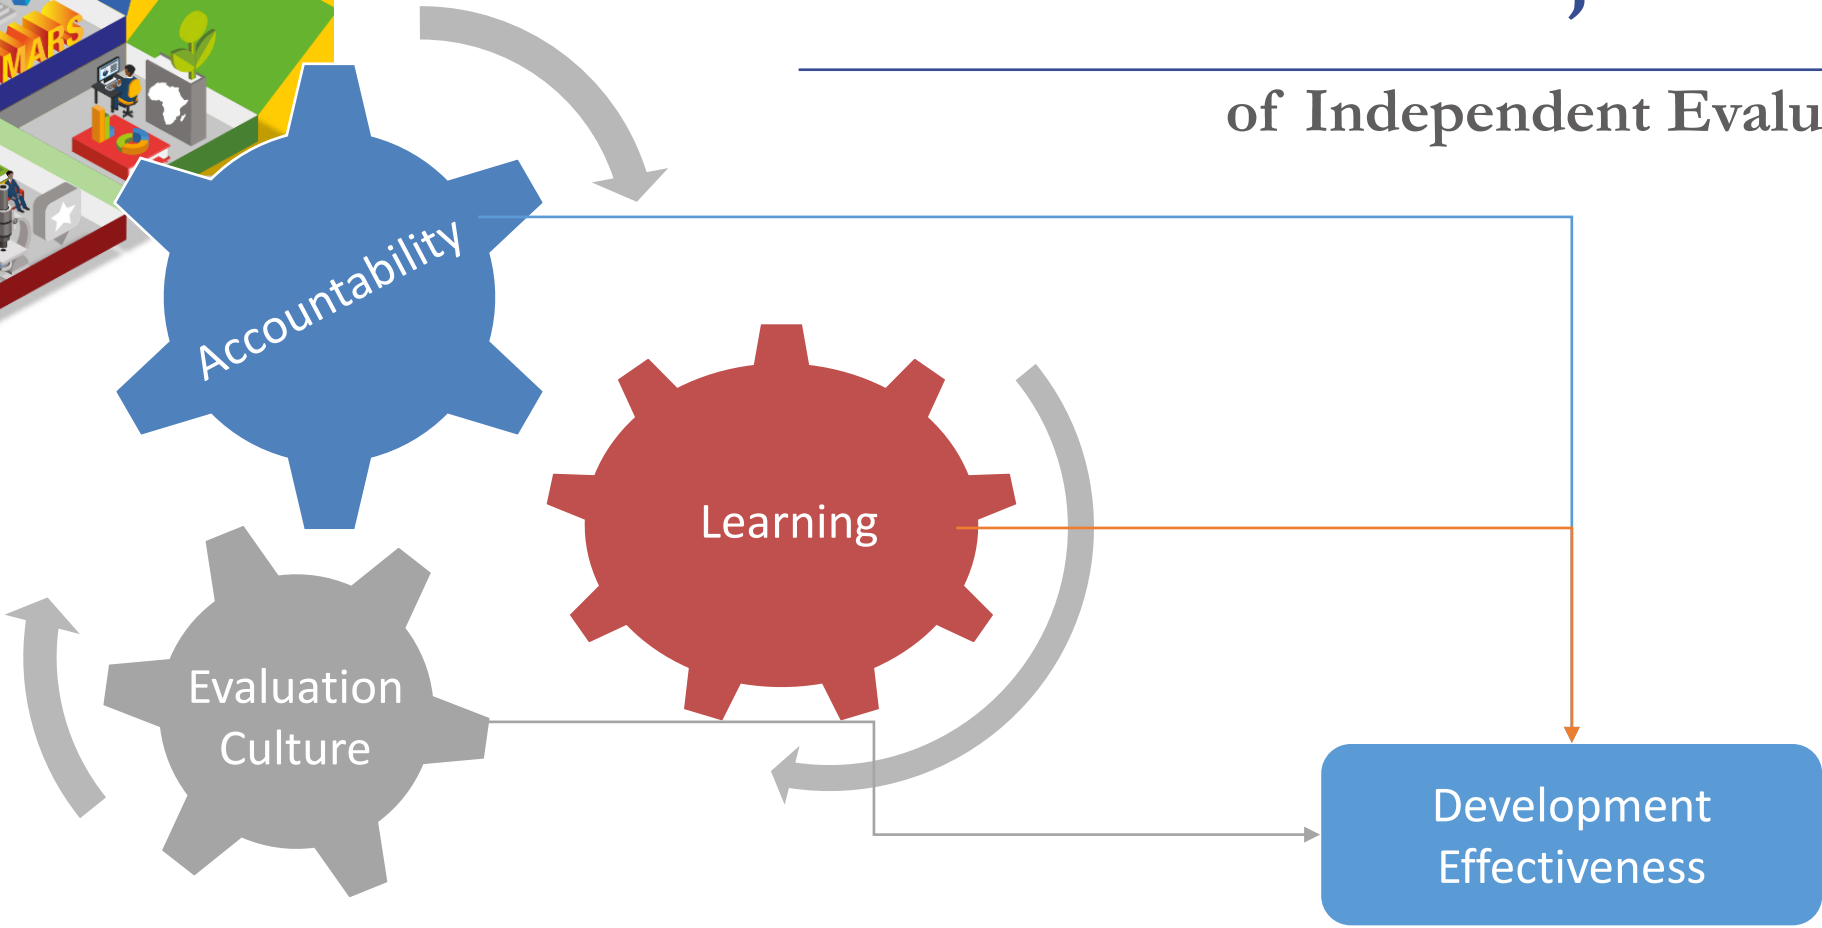 MARS
of Independent Evalu
Accountability
Learning
Evaluation
Culture
Development
Effectiveness